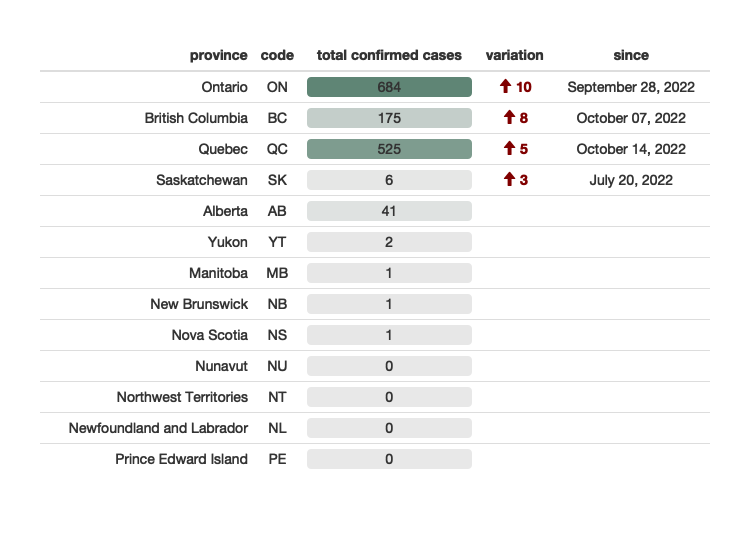 province code total confirmed cases variation since
Ontario ON 684 10 September 28, 2022
British Columbia BC 175 8 October 07, 2022
Quebec QC 525 5 October 14, 2022
Saskatchewan SK 6 3 July 20, 2022
Alberta AB 41
Yukon YT 2
Manitoba MB 1
New Brunswick NB 1
Nova Scotia NS 1
Nunavut NU 0
Northwest Territories NT 0
Newfoundland and Labrador NL 0
Prince Edward Island PE 0